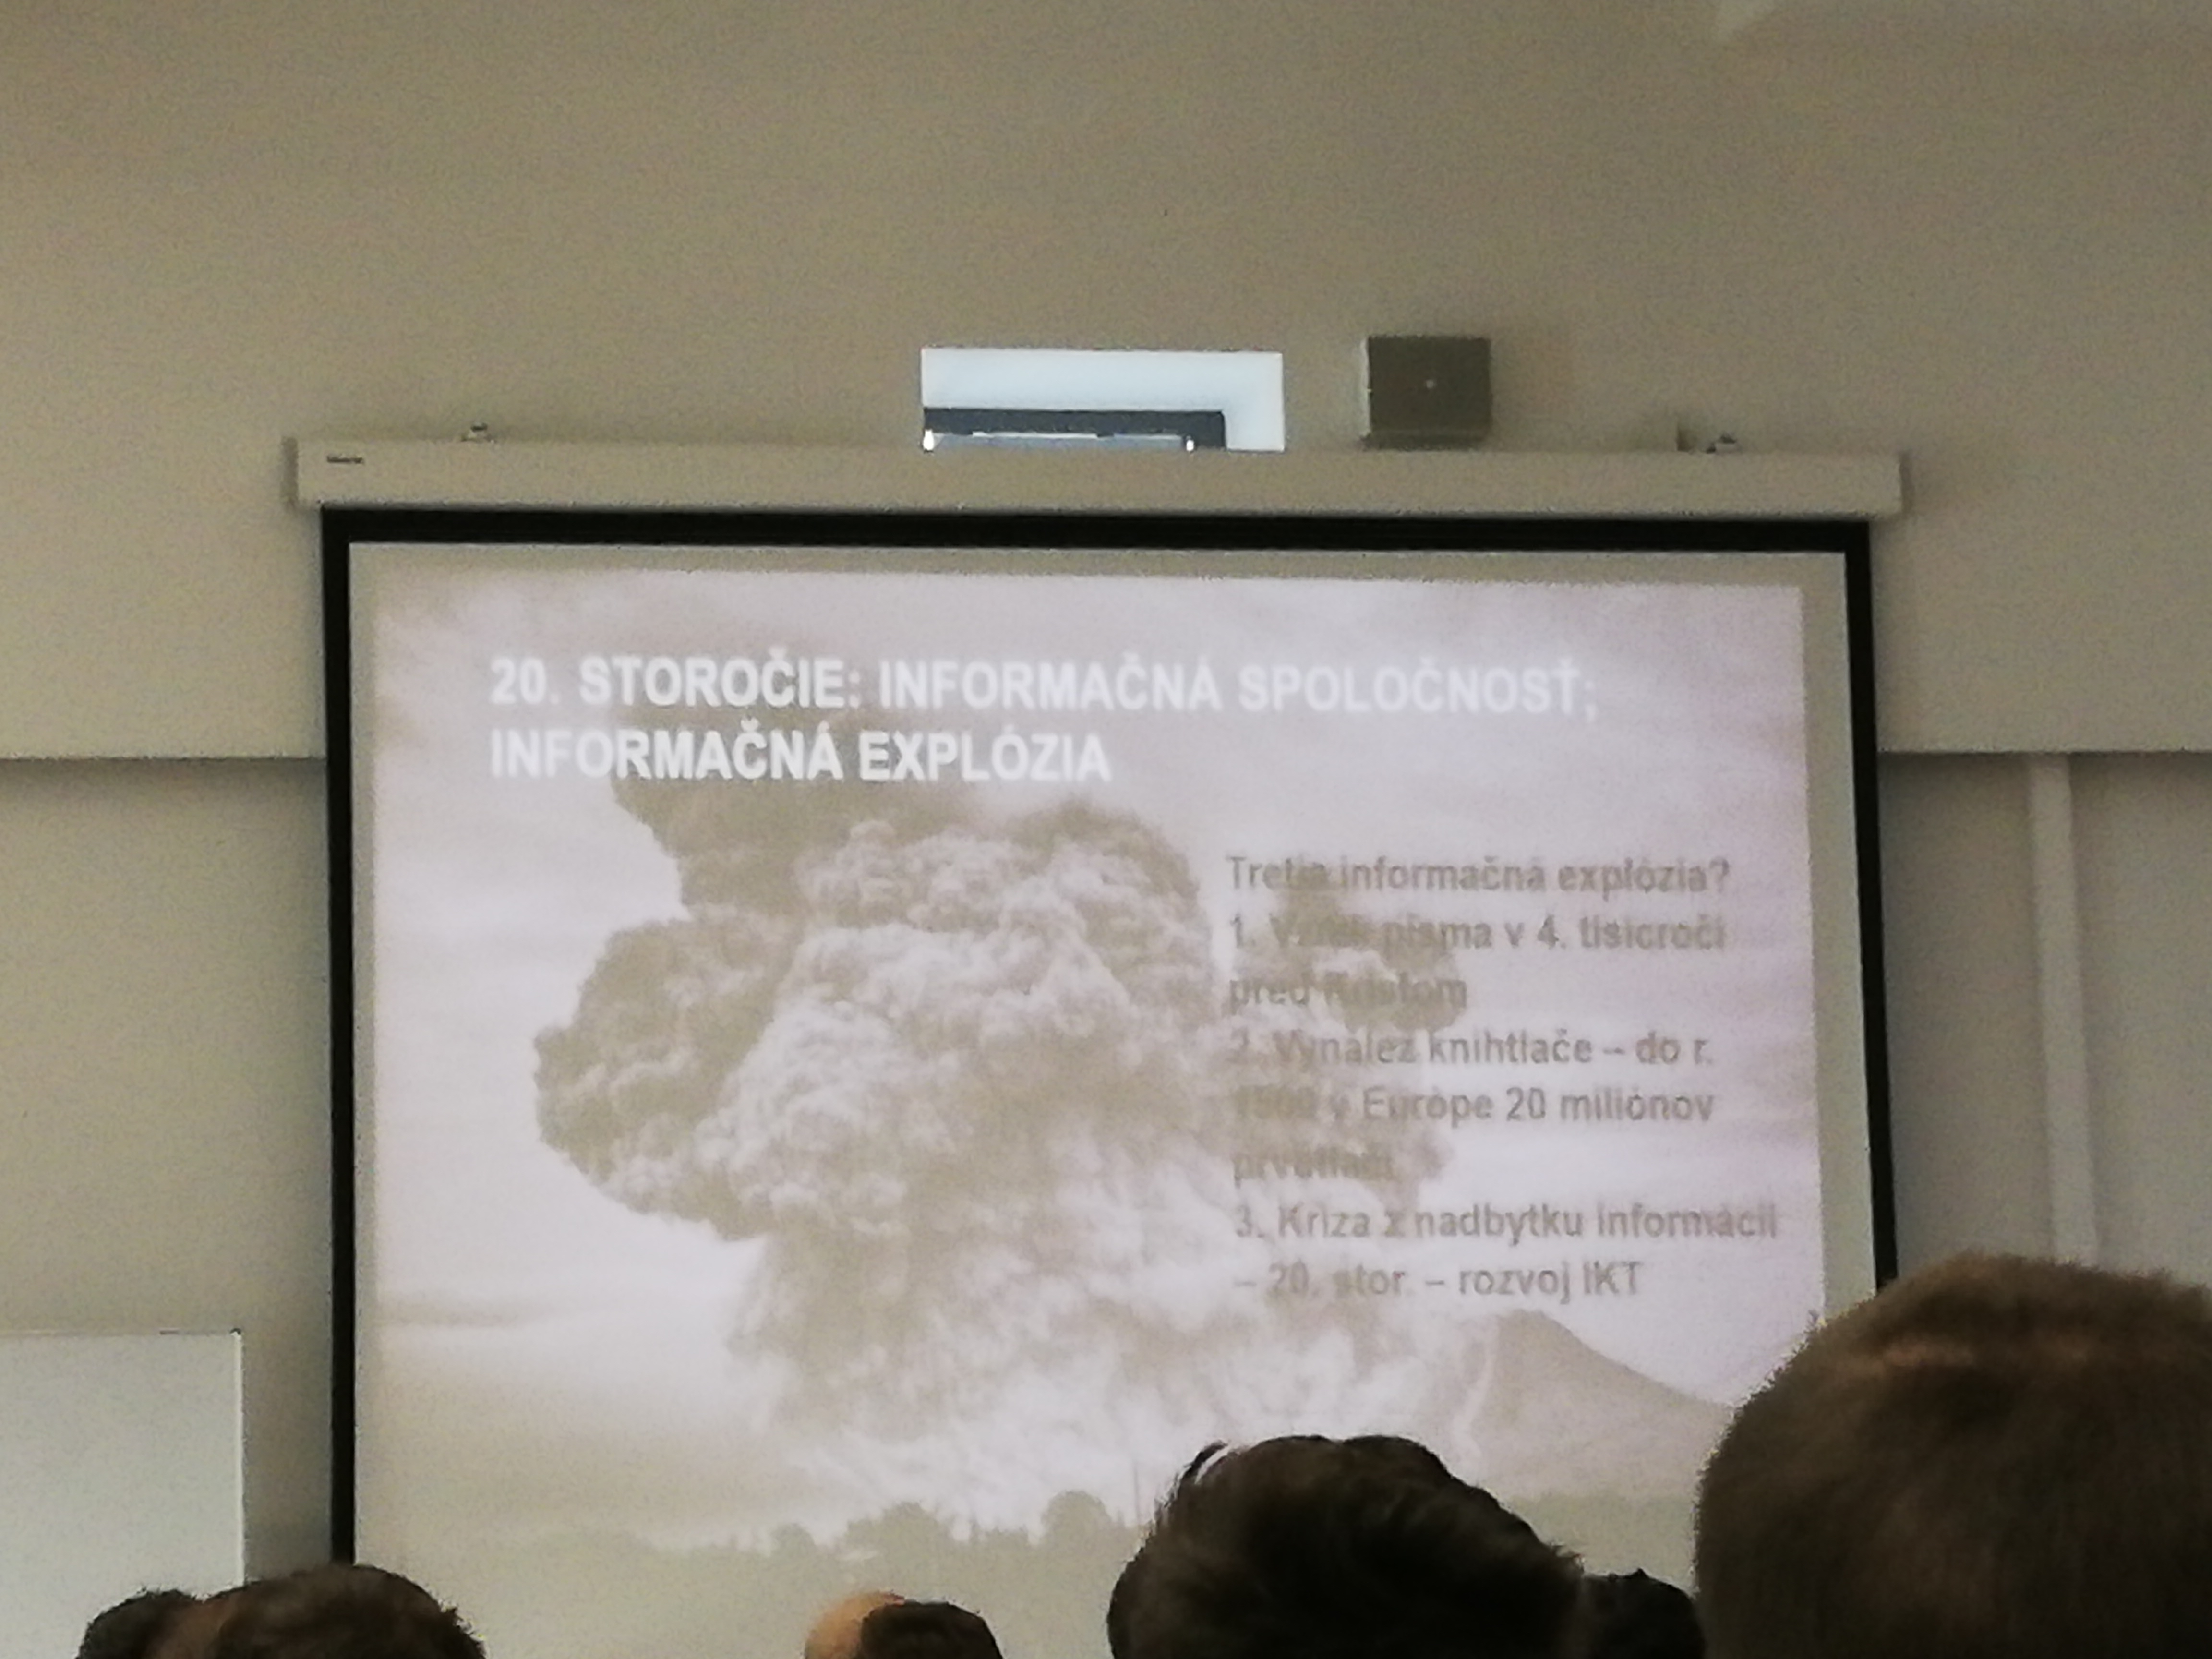 20. STOROČIE: INFORMAČNÁ SPOLOČNOSŤ;
INFORMAČNÁ EXPLÓZIA
Tretia informačná explózia?
1. Vznik písma v 4. tisícročí
pred Kristom
2. Vynález knihtlače – do r.
1500 v Európe 20 miliónov
prvotlačí
3. Kríza z nadbytku informácií
– 20. stor. – rozvoj IKT